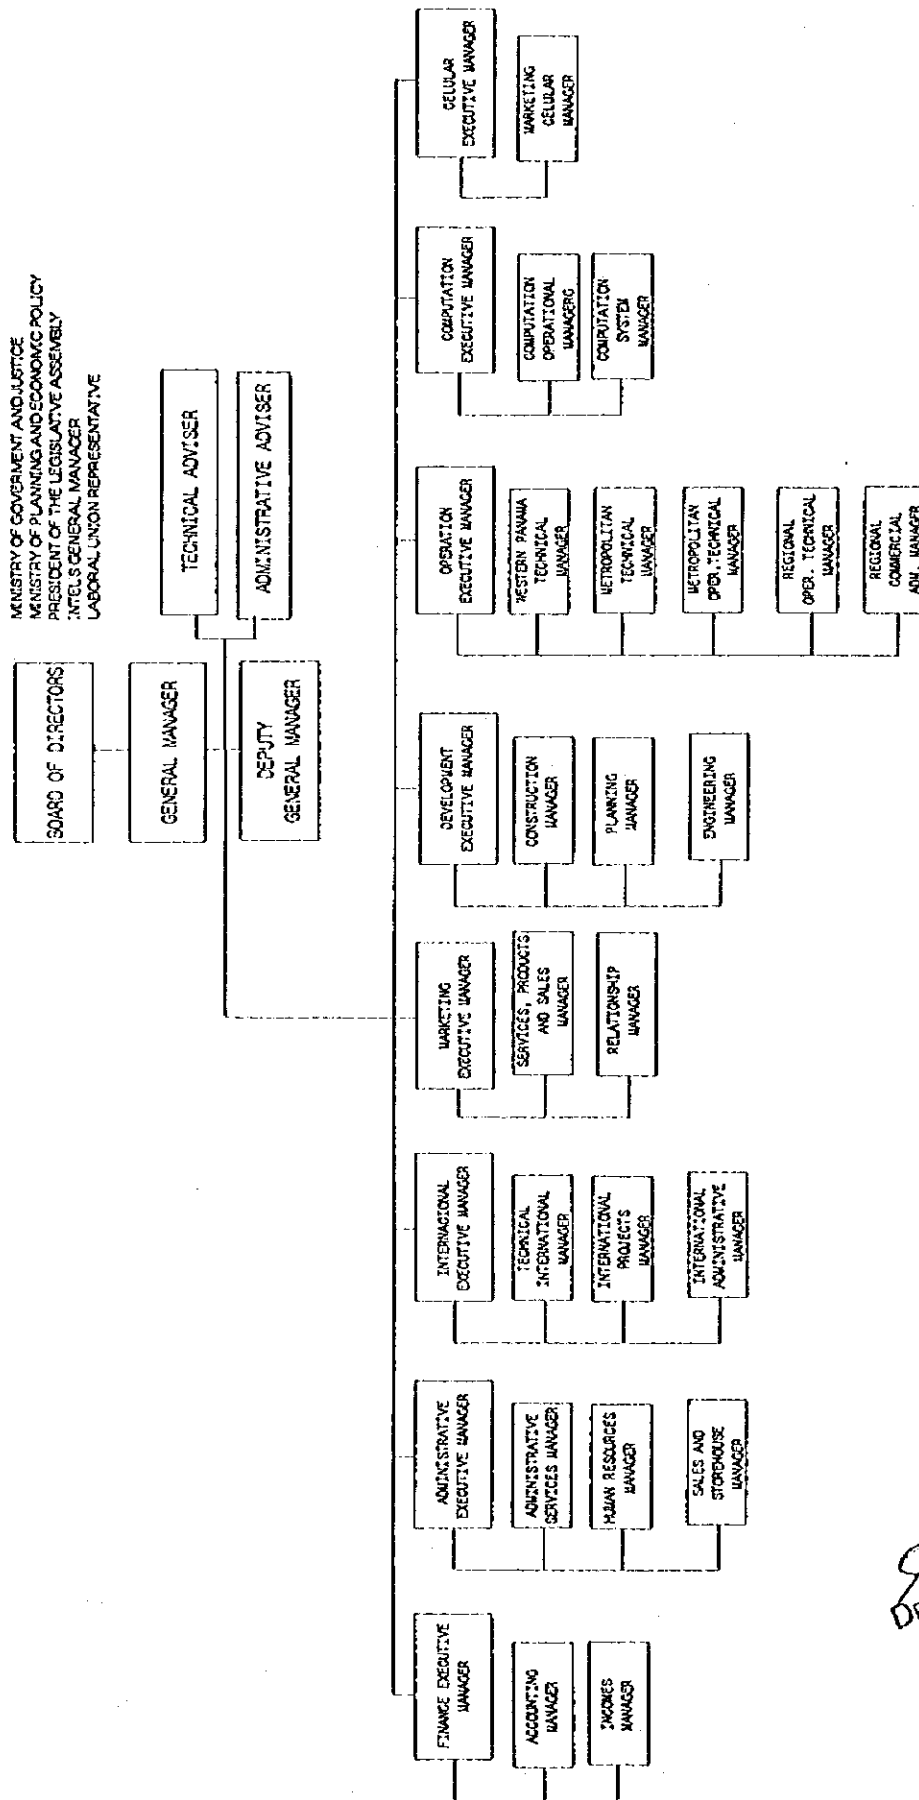 MINISTRY OF GOVERMENT AND JUSTICE
MINISTRY OF PLANNING AND ECONOMIC POLICY
PRESIDENT OF THE LEGISLATIVE ASSEMBLY
INTEL'S GENERAL MANAGER
LABORAL UNION REPRESENTATIVE
BOARD OF DIRECTORS
GENERAL MANAGER
DEPUTY
GENERAL MANAGER
TECHNICAL ADVISER
ADMINISTRATIVE ADVISER
FINANCE EXECUTIVE
MANAGER
ACCOUNTING
MANAGER
INCOMES
MANAGER
ADMINISTRATIVE
EXECUTIVE MANAGER
ADMINISTRATIVE
SERVICES MANAGER
HUMAN RESOURCES
MANAGER
SALES AND
STOREHOUSE
MANAGER
INTERNACIONAL
EXECUTIVE MANAGER
TECHNICAL
INTERNATIONAL
MANAGER
INTERNATIONAL
PROJECTS
MANAGER
INTERNATIONAL
ADMINISTRATIVE
MANAGER
MARKETING
EXECUTIVE MANAGER
SERVICES, PRODUCTS
AND SALES
MANAGER
RELATIONSHIP
MANAGER
DEVELOPMENT
EXECUTIVE MANAGER
CONSTRUCTION
MANAGER
PLANNING
MANAGER
ENGINEERING
MANAGER
OPERATION
EXECUTIVE MANAGER
WESTERN PANAMA
TECHNICAL
MANAGER
METROPOLITAN
TECHNICAL
MANAGER
METROPOLITAN
OPER. TECHNICAL
MANAGER
REGIONAL
OPER. TECHNICAL
MANAGER
REGIONAL
COMMERCIAL
ADM. MANAGER
COMPUTATION
EXECUTIVE MANAGER
COMPUTATION
OPERATIONAL
MANAGERG
COMPUTATION
SYSTEM
MANAGER
CELULAR
EXECUTIVE MANAGER
MARKETING
CELULAR
MANAGER